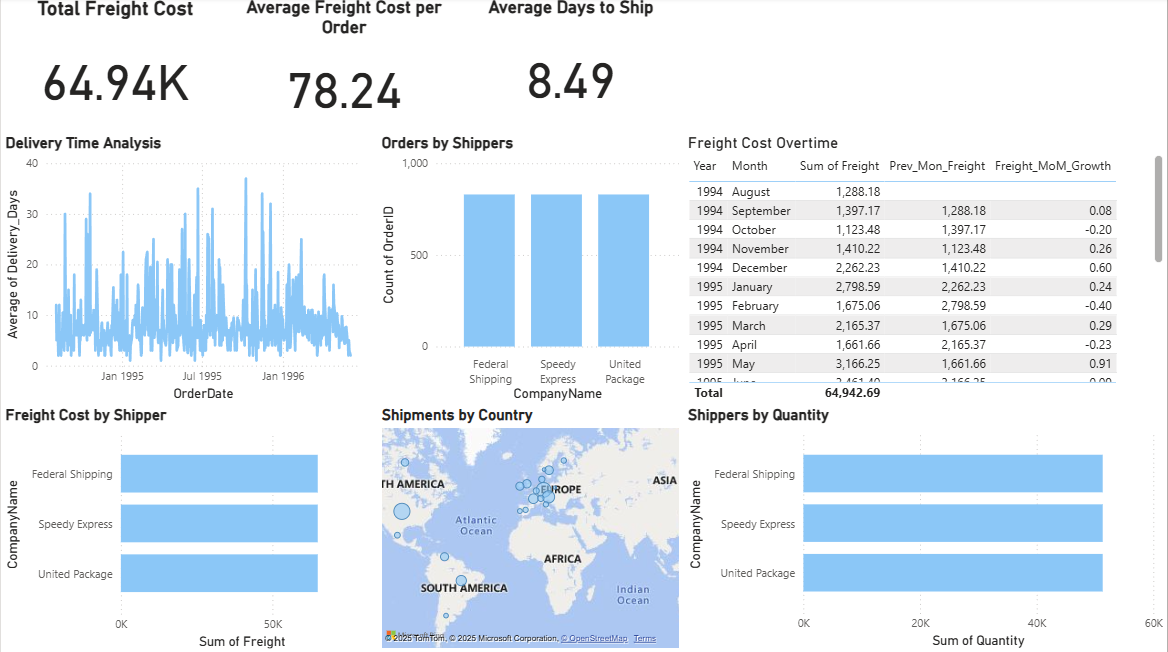 Total Freight Cost
64.94K
Average Freight Cost per
Order
78.24
Average Days to Ship
8.49
Delivery Time Analysis
Average of Delivery_Days
40
30
20
10
0
Jan 1995 Jul 1995 Jan 1996
OrderDate
Orders by Shippers
Count of OrderID
1,000
500
0
Federal
Shipping
Speedy
Express
United
Package
CompanyName
Freight Cost Overtime
Year Month Sum of Freight Prev_Mon_Freight Freight_MoM_Growth
1994 August 1,288.18
1994 September 1,397.17 1,288.18 0.08
1994 October 1,123.48 1,397.17 -0.20
1994 November 1,410.22 1,123.48 0.26
1994 December 2,262.23 1,410.22 0.60
1995 January 2,798.59 2,262.23 0.24
1995 February 1,675.06 2,798.59 -0.40
1995 March 2,165.37 1,675.06 0.29
1995 April 1,661.66 2,165.37 -0.23
1995 May 3,166.25 1,661.66 0.91
1995 June 2,461.40 3,166.25
Total 64,942.69
Freight Cost by Shipper
CompanyName
Federal Shipping
Speedy Express
United Package
0K 50K
Sum of Freight
Shipments by Country
TH AMERICA
EUROPE
ASIA
Atlantic
Ocean
AFRICA
SOUTH AMERICA
Indian
Ocean
© 2025 TomTom, © 2025 Microsoft Corporation, © OpenStreetMap Terms
Shippers by Quantity
CompanyName
Federal Shipping
Speedy Express
United Package
0K 20K 40K 60K
Sum of Quantity